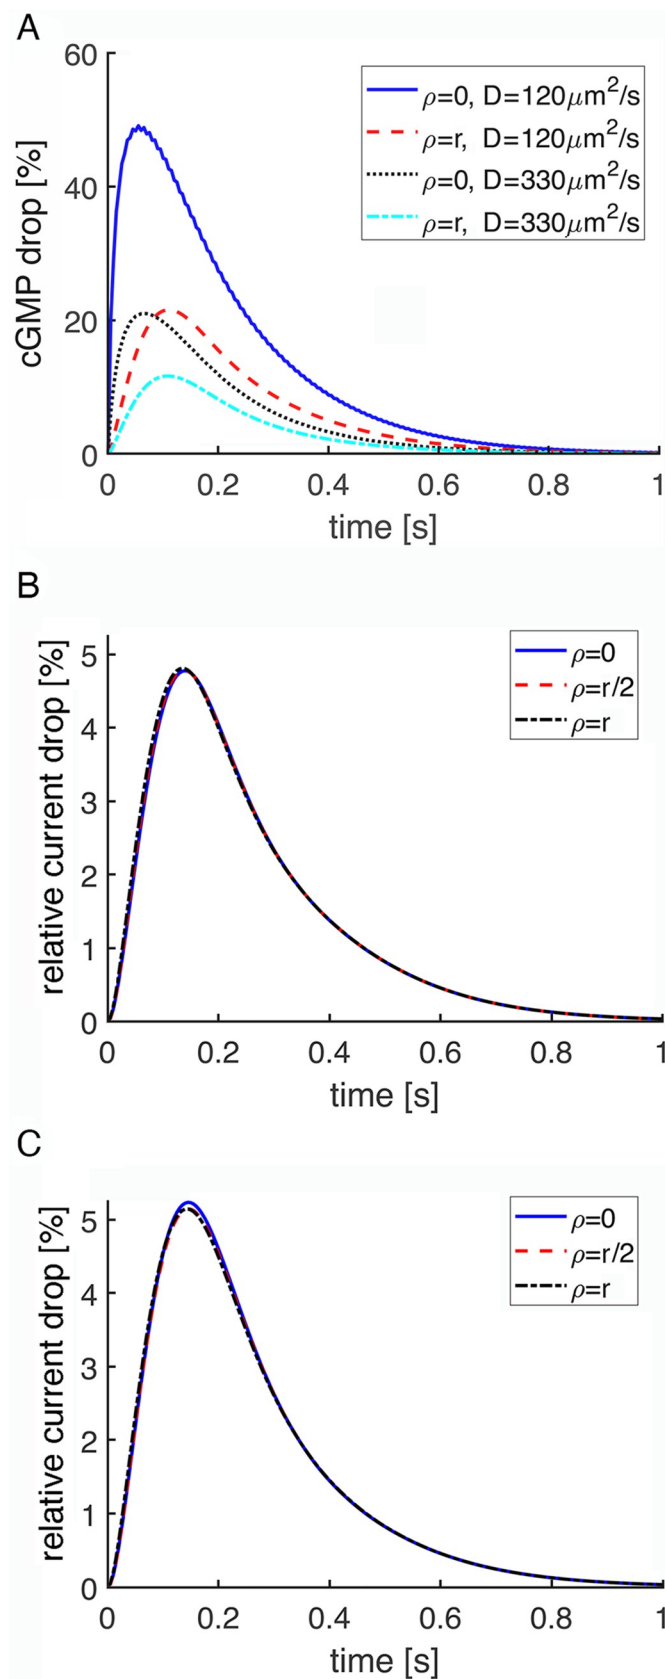 A
60
40
20
0
cGMP drop [%]
ρ=0, D=120μm²/s
ρ=r, D=120μm²/s
ρ=0, D=330μm²/s
ρ=r, D=330μm²/s
0 0.2 0.4 0.6 0.8 1
time [s]
B
5
4
3
2
1
0
relative current drop [%]
ρ=0
ρ=r/2
ρ=r
0 0.2 0.4 0.6 0.8 1
time [s]
C
5
4
3
2
1
0
relative current drop [%]
ρ=0
ρ=r/2
ρ=r
0 0.2 0.4 0.6 0.8 1
time [s]